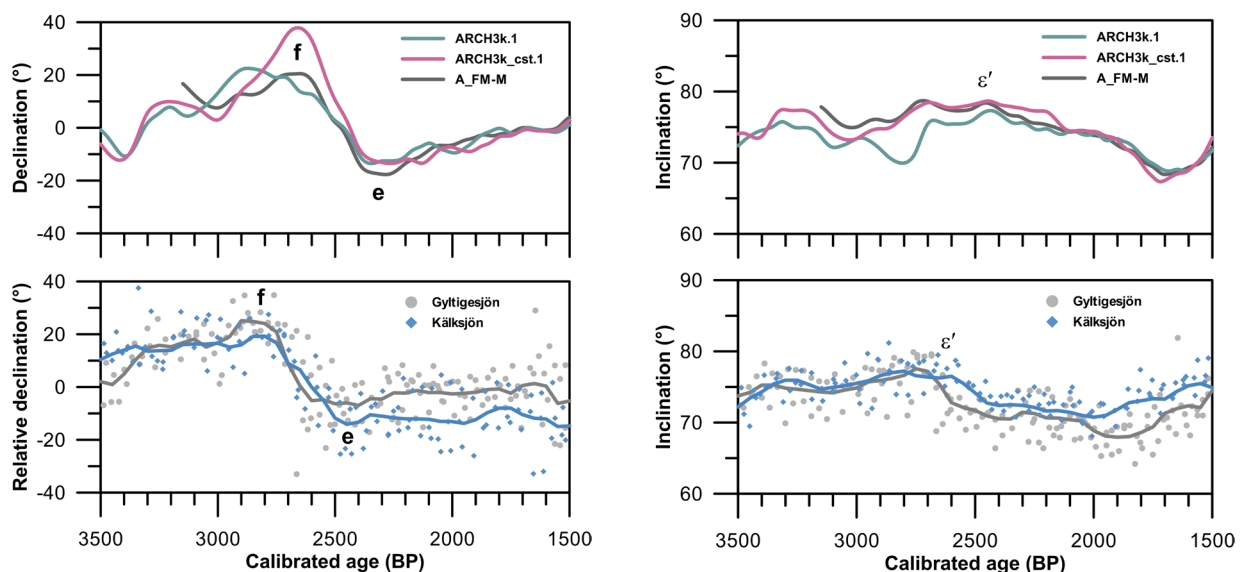 40
20
0
-20
-40
Declination (°)
f
e
ARCH3k.1
ARCH3k_cst.1
A_FM-M
90
80
70
60
Inclination (°)
ε′
ARCH3k.1
ARCH3k_cst.1
A_FM-M
40
20
0
-20
-40
Relative declination (°)
f
e
Gyltigesjön
Kälksjön
3500
3000
2500
2000
1500
Calibrated age (BP)
90
80
70
60
Inclination (°)
ε′
Gyltigesjön
Kälksjön
3500
3000
2500
2000
1500
Calibrated age (BP)